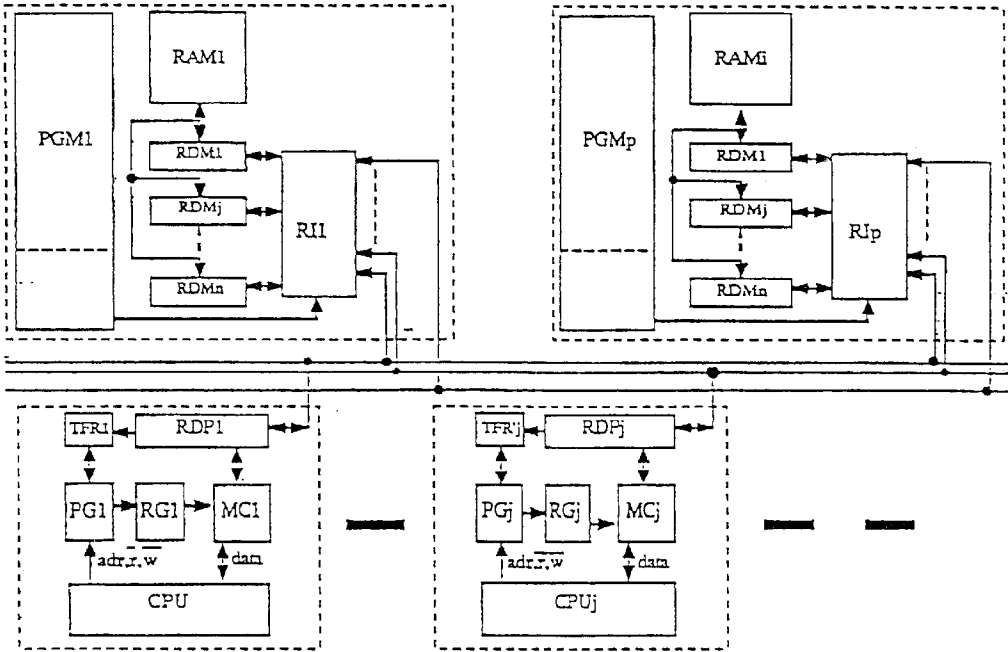 RAM1
PGM1
RDM1
RDMj
RI1
RDMn
RAMi
PGMp
RDM1
RDMj
RIp
RDMn
TFR1
RDP1
PG1
RG1
MC1
adr,r,w
data
CPU
TFRj
RDPj
PGj
RGj
MCj
adr,r,w
data
CPUj